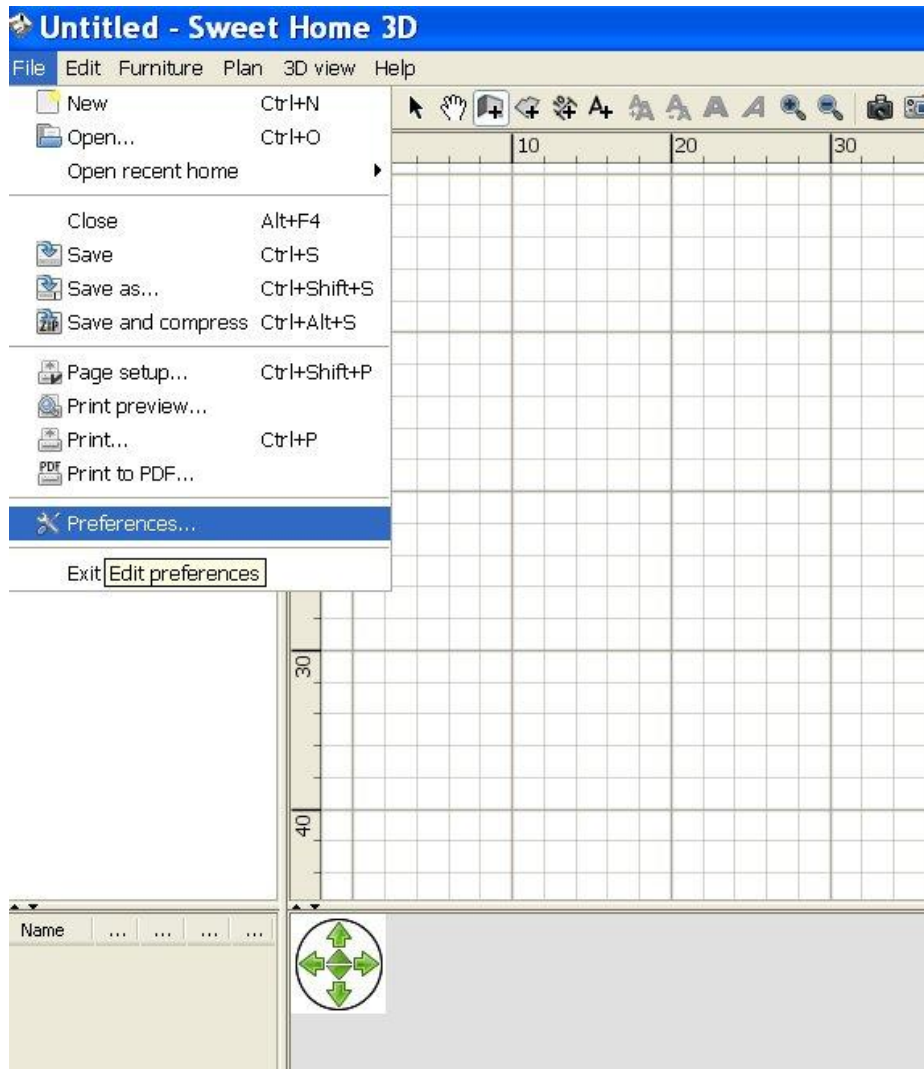 Untitled - Sweet Home 3D
File Edit Furniture Plan 3D view Help
New Ctrl+N
Open... Ctrl+O
Open recent home
Close Alt+F4
Save Ctrl+S
Save as... Ctrl+Shift+S
ZIP Save and compress Ctrl+Alt+S
Page setup... Ctrl+Shift+P
Print preview...
Print... Ctrl+P
PDF Print to PDF...
Preferences...
Exit Edit preferences
10 20 30
30
40
Name ... ... ... ...